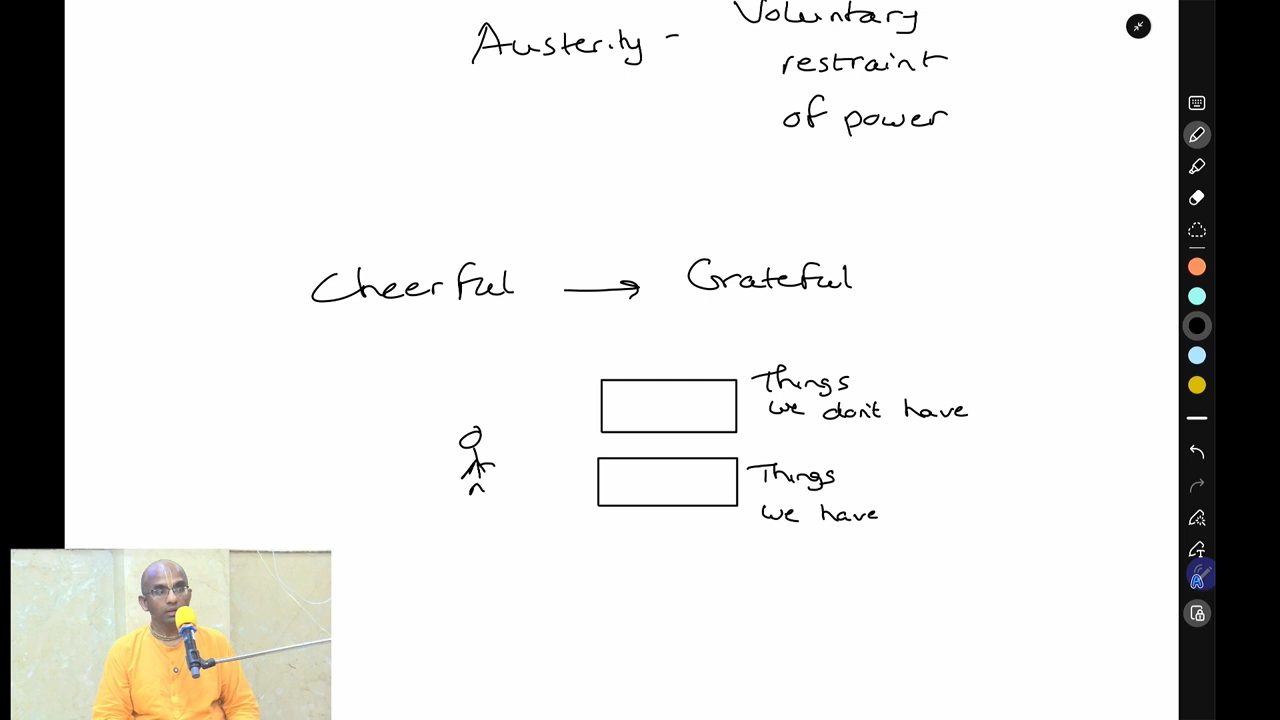 Austerity - Voluntary
restraint
of power
Cheerful → Grateful
Things
we don't have
Things
we have